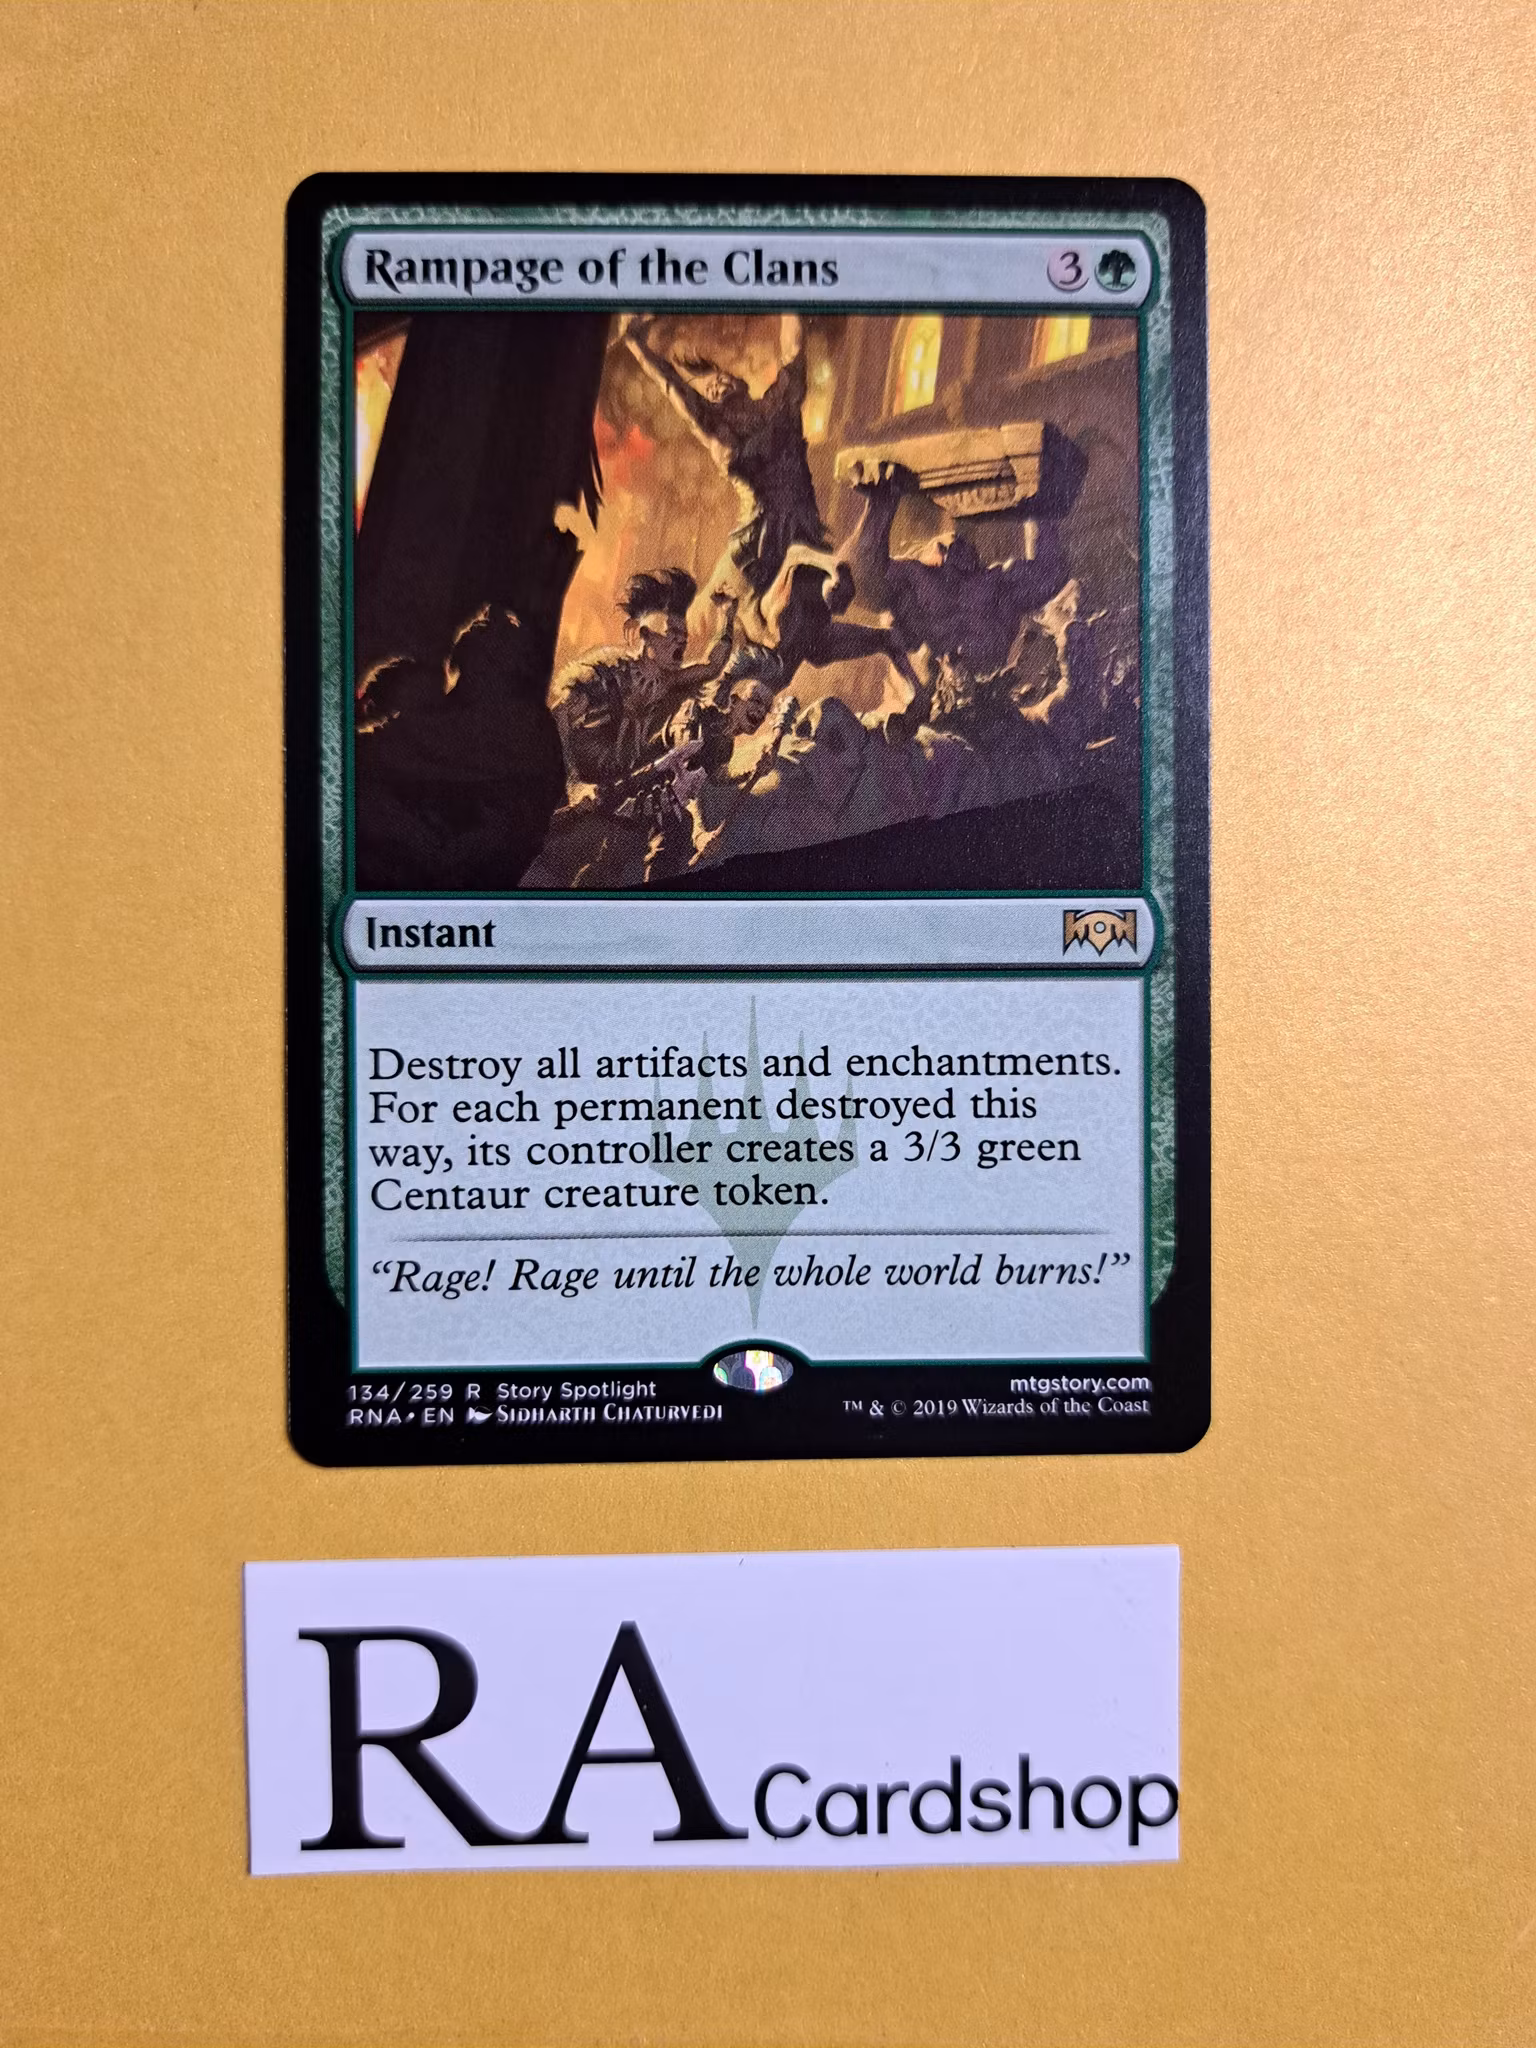 Rampage of the Clans 3
Instant
Destroy all artifacts and enchantments.
For each permanent destroyed this
way, its controller creates a 3/3 green
Centaur creature token.
“Rage! Rage until the whole world burns!”
134/259 R Story Spotlight
mtgstory.com
RNA • EN SIDHARTH CHATURVEDI
™ & © 2019 Wizards of the Coast
RA Cardshop